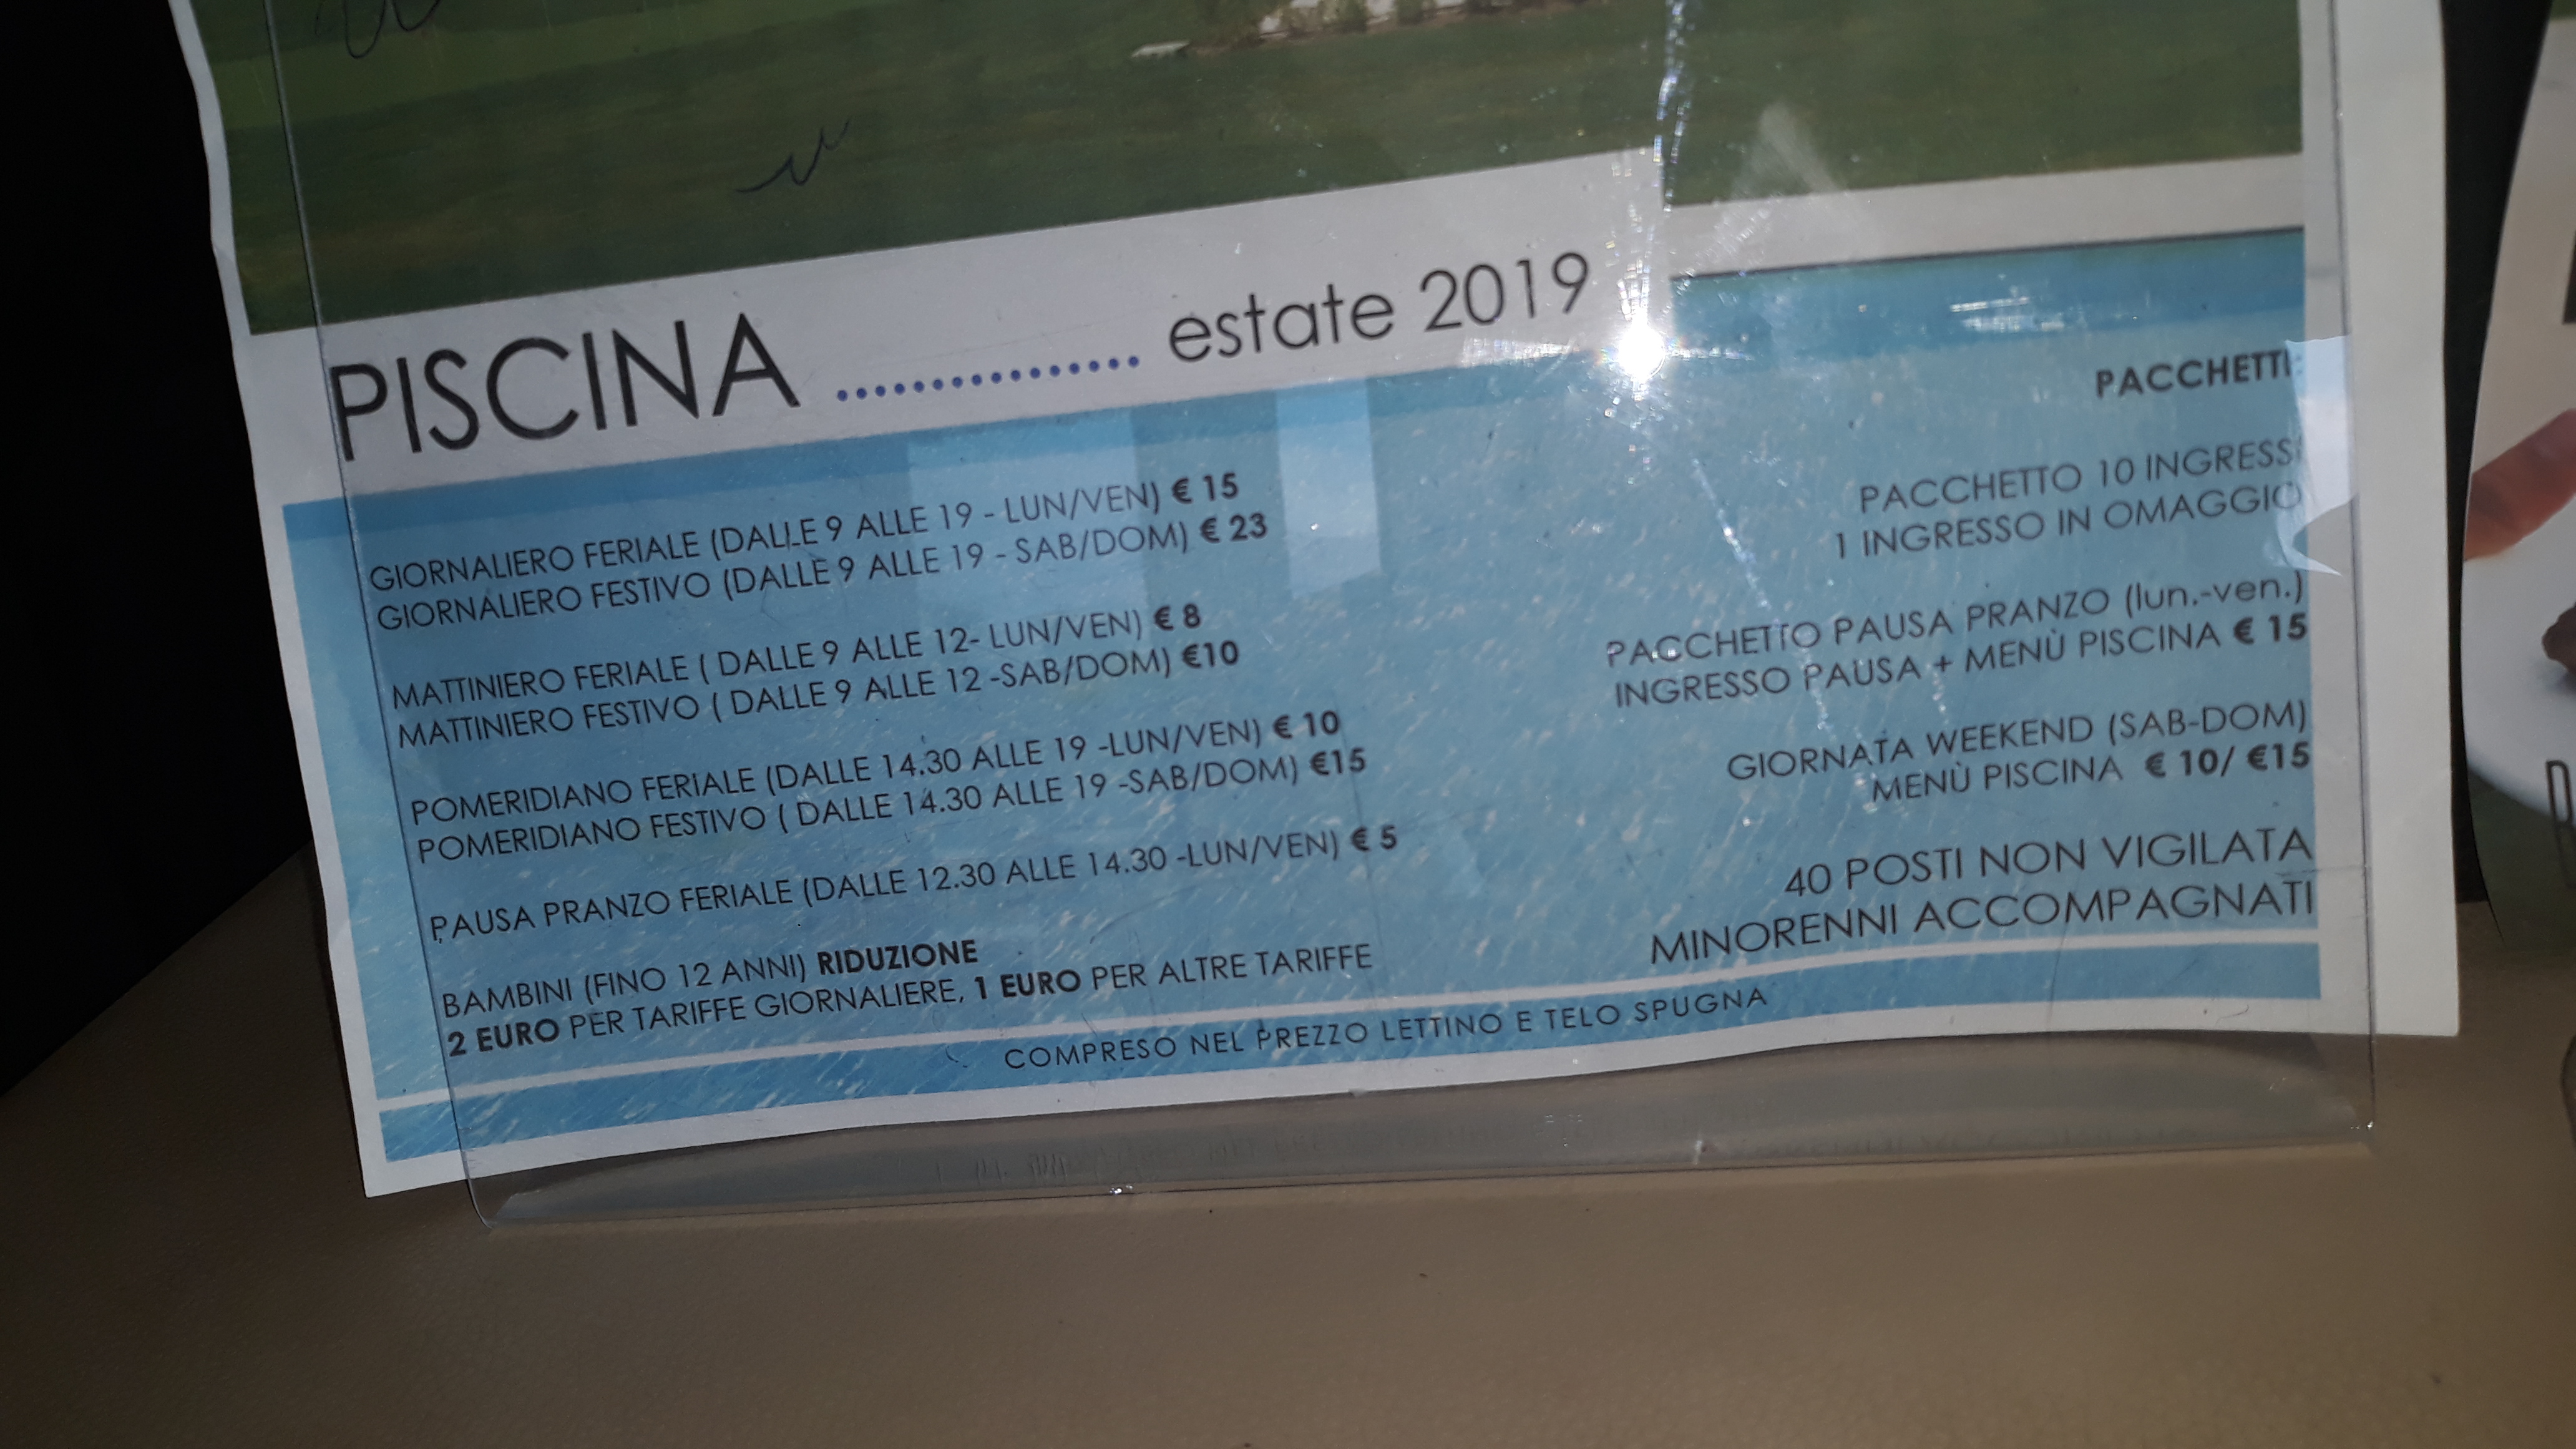 PISCINA ................ estate 2019
GIORNALIERO FERIALE (DALLE 9 ALLE 19 - LUN/VEN) € 15
GIORNALIERO FESTIVO (DALLE 9 ALLE 19 - SAB/DOM) € 23
MATTINIERO FERIALE ( DALLE 9 ALLE 12- LUN/VEN) € 8
MATTINIERO FESTIVO ( DALLE 9 ALLE 12 -SAB/DOM) €10
POMERIDIANO FERIALE (DALLE 14.30 ALLE 19 -LUN/VEN) € 10
POMERIDIANO FESTIVO ( DALLE 14.30 ALLE 19 -SAB/DOM) €15
PAUSA PRANZO FERIALE (DALLE 12.30 ALLE 14.30 -LUN/VEN) € 5
BAMBINI (FINO 12 ANNI) RIDUZIONE
2 EURO PER TARIFFE GIORNALIERE, 1 EURO PER ALTRE TARIFFE
PACCHETTI:
PACCHETTO 10 INGRESSI
1 INGRESSO IN OMAGGIO
PACCHETTO PAUSA PRANZO (lun.-ven.)
INGRESSO PAUSA + MENÙ PISCINA € 15
GIORNATA WEEKEND (SAB-DOM)
MENÙ PISCINA € 10/ €15
40 POSTI NON VIGILATA
MINORENNI ACCOMPAGNATI
COMPRESO NEL PREZZO LETTINO E TELO SPUGNA